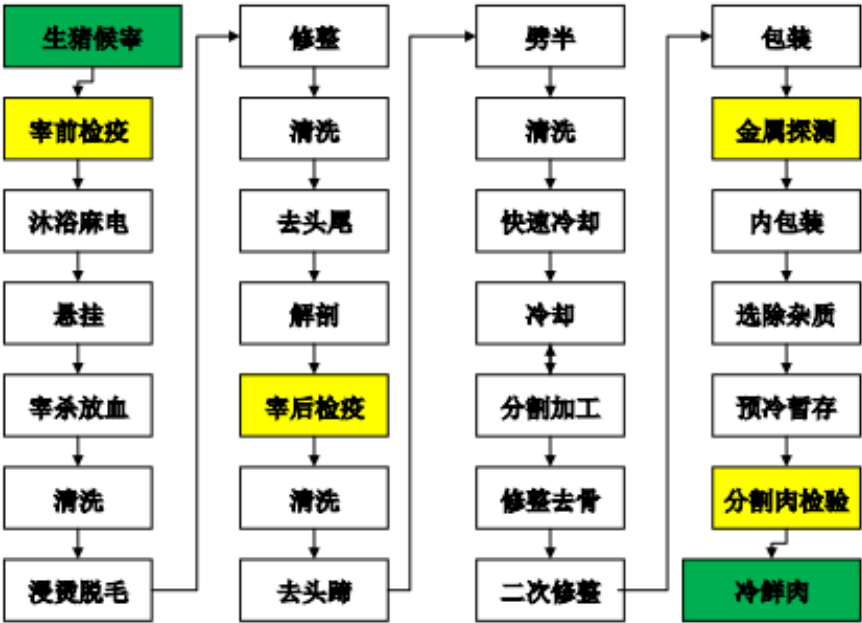 生猪候宰
宰前检疫
沐浴麻电
悬挂
宰杀放血
清洗
浸烫脱毛
修整
清洗
去头尾
解剖
宰后检疫
清洗
去头蹄
劈半
清洗
快速冷却
冷却
分割加工
修整去骨
二次修整
包装
金属探测
内包装
选除杂质
预冷暂存
分割肉检验
冷鲜肉